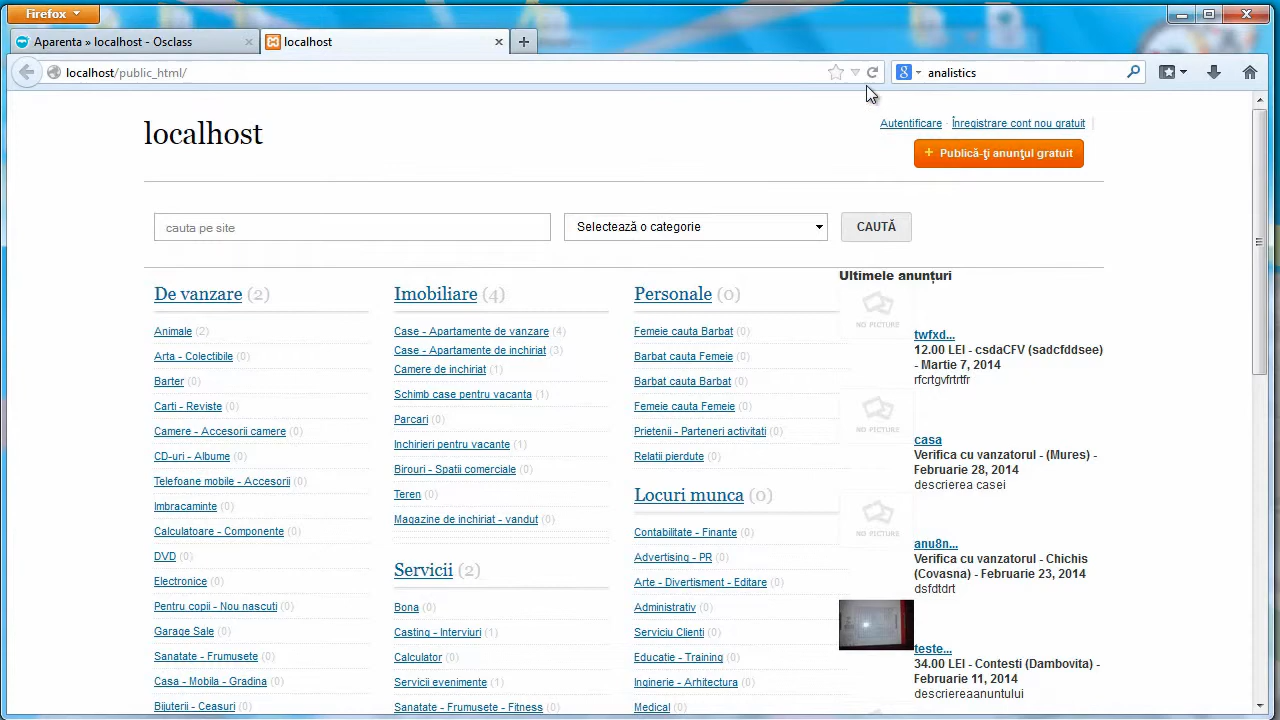 Firefox
Aparenta » localhost - Osclass
localhost
localhost/public_html/
analistics
Autentificare · Înregistrare cont nou gratuit
localhost
+ Publică-ţi anunţul gratuit
cauta pe site
Selectează o categorie
CAUTĂ
De vanzare (2)
Animale (2)
Arta - Colectibile (0)
Barter (0)
Carti - Reviste (0)
Camere - Accesorii camere (0)
CD-uri - Albume (0)
Telefoane mobile - Accesorii (0)
Imbracaminte (0)
Calculatoare - Componente (0)
DVD (0)
Electronice (0)
Pentru copii - Nou nascuti (0)
Garage Sale (0)
Sanatate - Frumusete (0)
Casa - Mobila - Gradina (0)
Bijuterii - Ceasuri (0)
Imobiliare (4)
Case - Apartamente de vanzare (4)
Case - Apartamente de inchiriat (3)
Camere de inchiriat (1)
Schimb case pentru vacanta (1)
Parcari (0)
Inchirieri pentru vacante (1)
Birouri - Spatii comerciale (0)
Teren (0)
Magazine de inchiriat - vandut (0)
Servicii (2)
Bona (0)
Casting - Interviuri (1)
Calculator (0)
Servicii evenimente (1)
Sanatate - Frumusete - Fitness (0)
Personale (0)
Femeie cauta Barbat (0)
Barbat cauta Femeie (0)
Barbat cauta Barbat (0)
Femeie cauta Femeie (0)
Prietenii - Parteneri activitati (0)
Relatii pierdute (0)
Locuri munca (0)
Contabilitate - Finante (0)
Advertising - PR (0)
Arte - Divertisment - Editare (0)
Administrativ (0)
Serviciu Clienti (0)
Educatie - Training (0)
Inginerie - Arhitectura (0)
Medical (0)
Ultimele anunțuri
NO PICTURE
twfxd...
12.00 LEI - csdaCFV (sadcfddsee)
- Martie 7, 2014
rfcrtgvfrtrtfr
NO PICTURE
casa
Verifica cu vanzatorul - (Mures) -
Februarie 28, 2014
descrierea casei
NO PICTURE
anu8n...
Verifica cu vanzatorul - Chichis
(Covasna) - Februarie 23, 2014
dsfdtdrt
teste...
34.00 LEI - Contesti (Dambovita) -
Februarie 11, 2014
descriereaanuntului